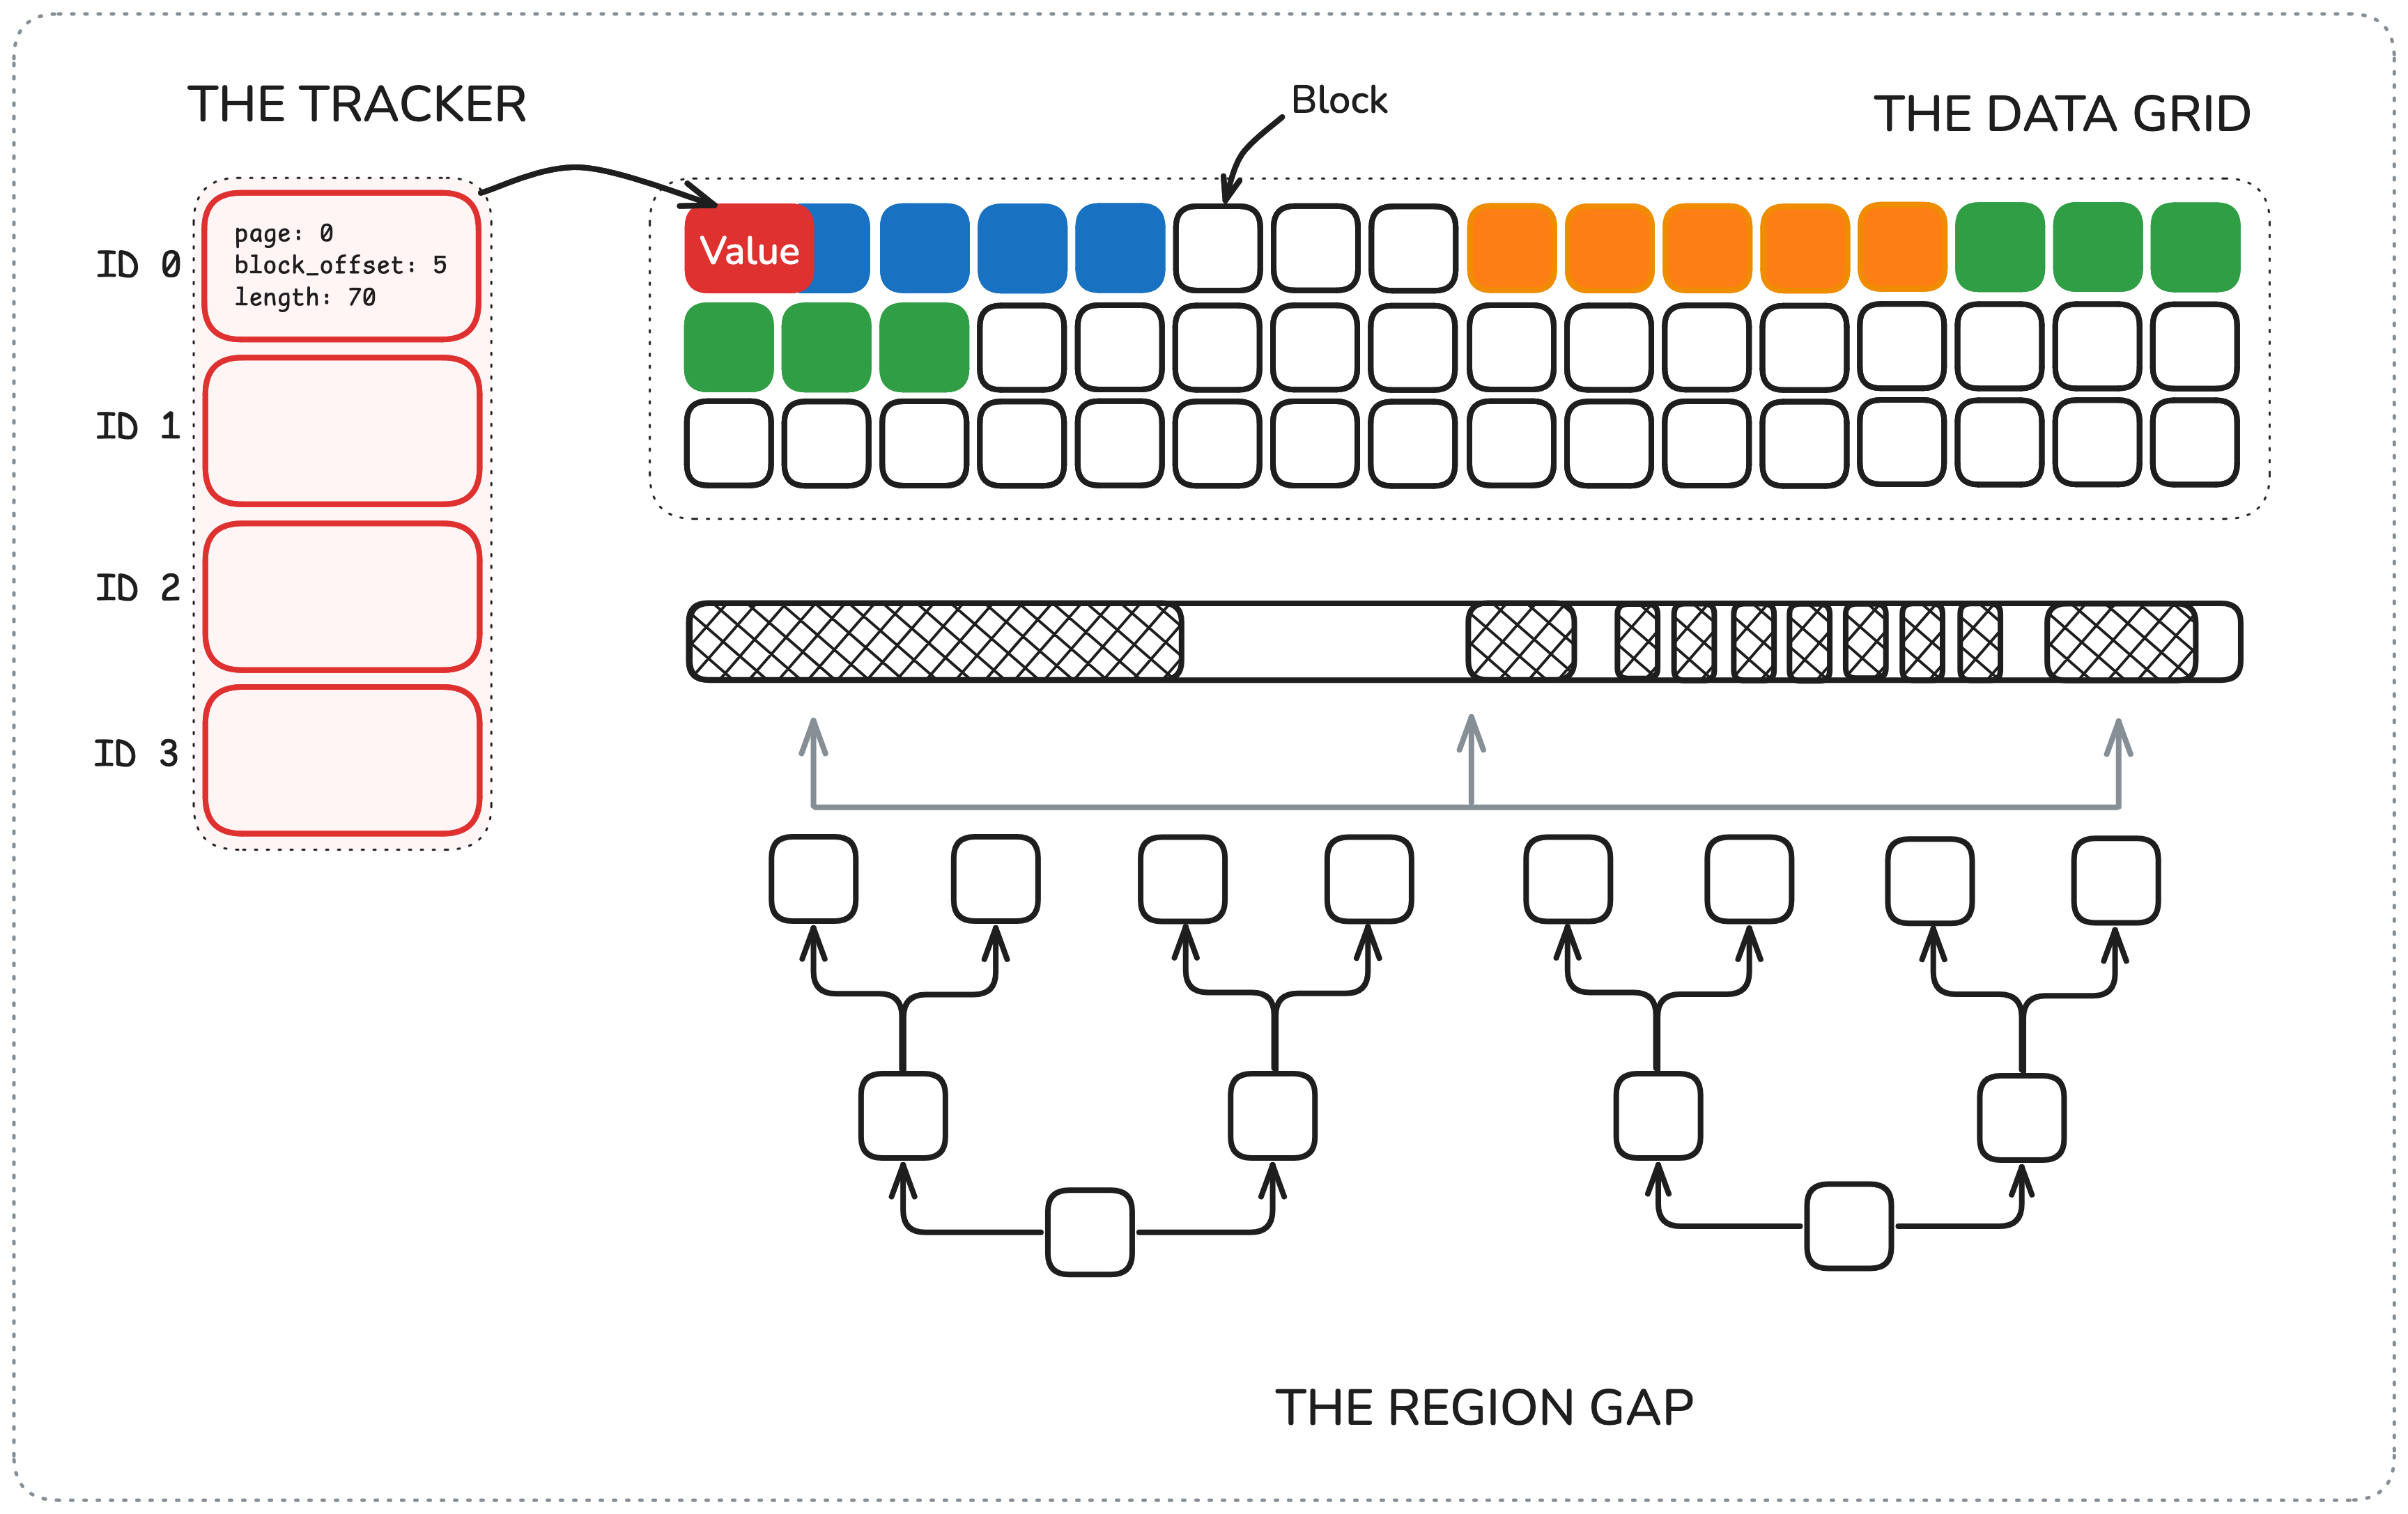 THE TRACKER
Block
THE DATA GRID
ID 0
page: 0
block_offset: 5
length: 70
Value
ID 1
ID 2
ID 3
THE REGION GAP